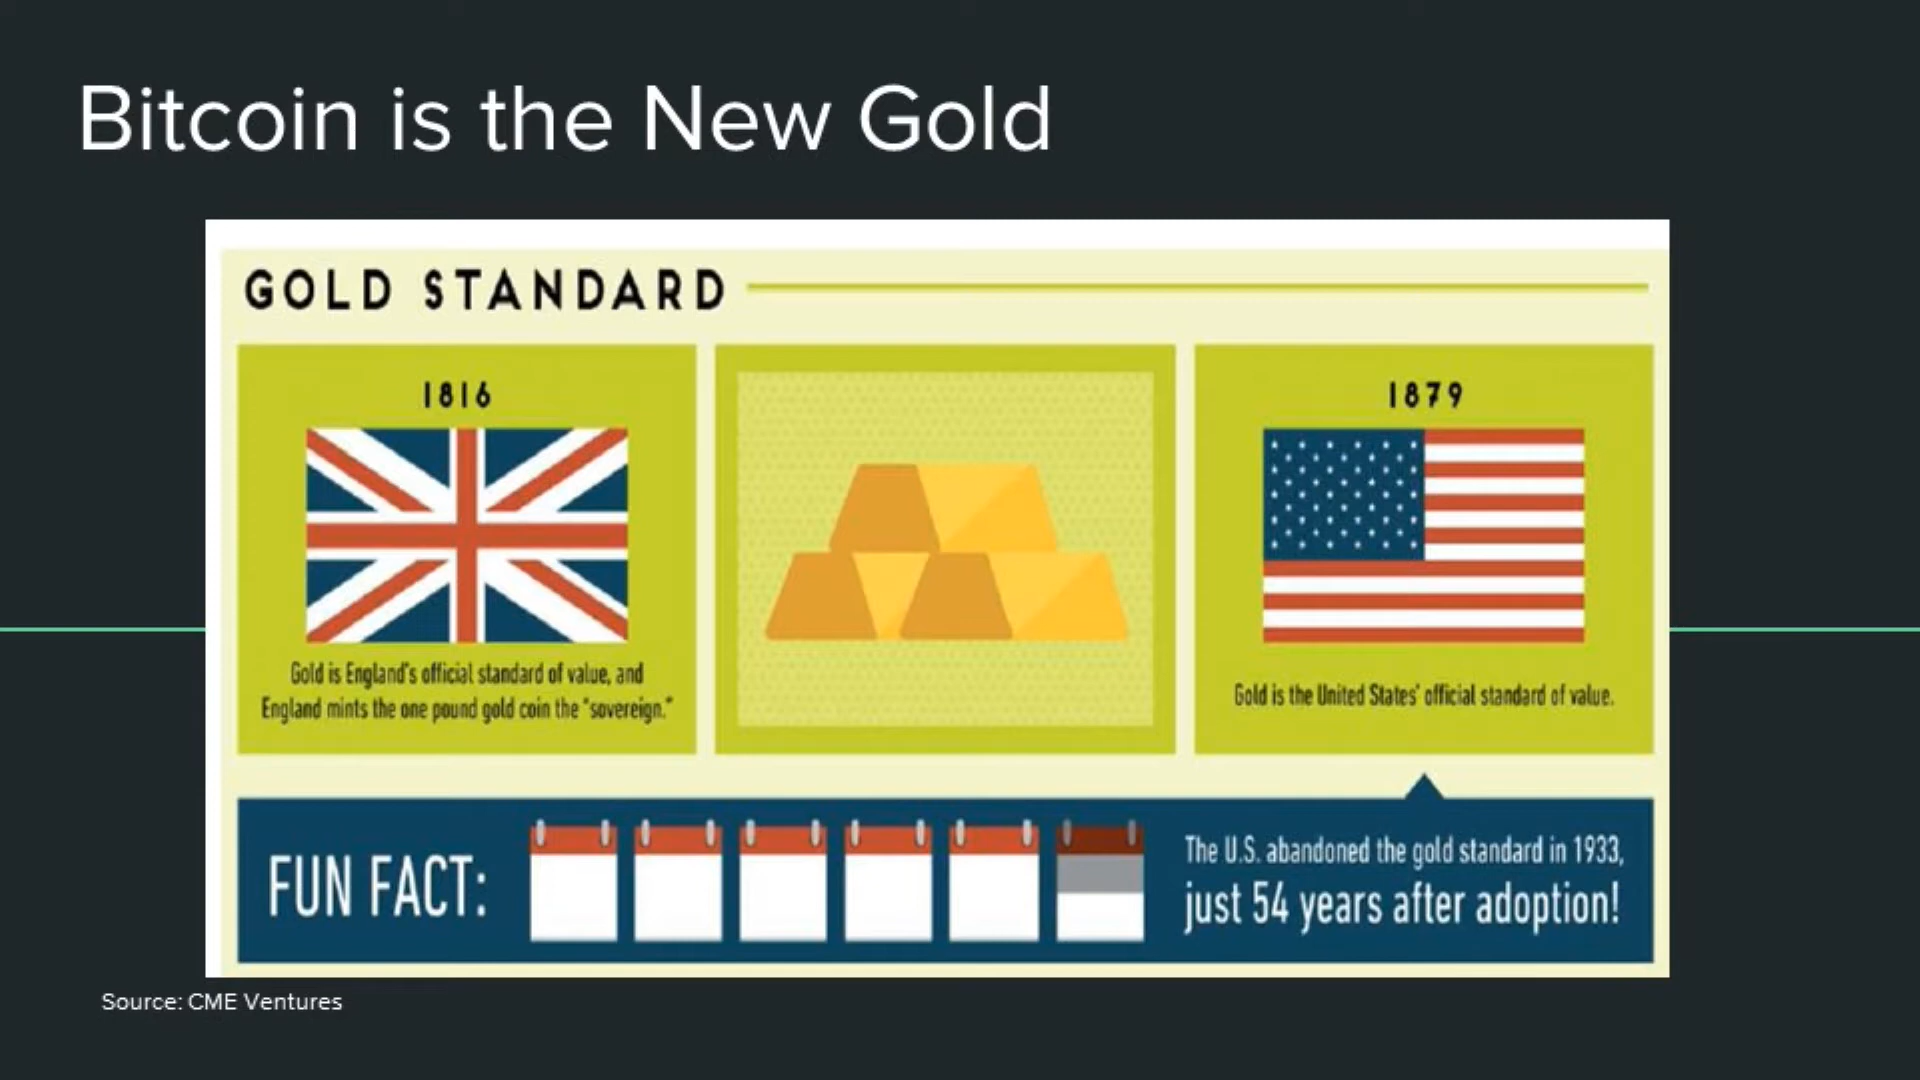 Bitcoin is the New Gold
GOLD STANDARD
1816
Gold is England's official standard of value, and
England mints the one pound gold coin the "sovereign."
1879
Gold is the United States' official standard of value.
FUN FACT:
The U.S. abandoned the gold standard in 1933,
just 54 years after adoption!
Source: CME Ventures